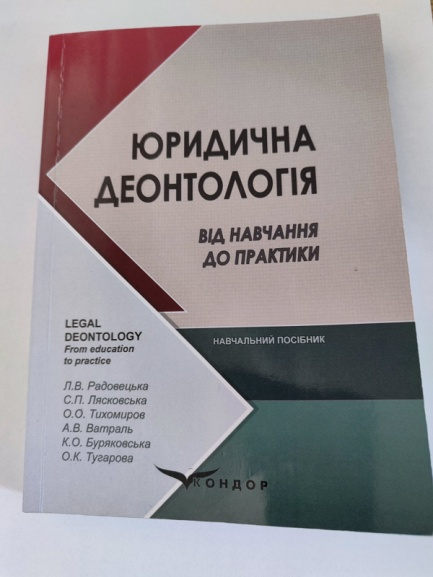 ЮРИДИЧНА
ДЕОНТОЛОГІЯ
ВІД НАВЧАННЯ
ДО ПРАКТИКИ
НАВЧАЛЬНИЙ ПОСІБНИК
LEGAL
DEONTOLOGY
From education
to practice
Л.В. Радовецька
С.П. Лясковська
О.О. Тихомиров
А.В. Ватраль
К.О. Буряковська
О.К. Тугарова
КОНДОР